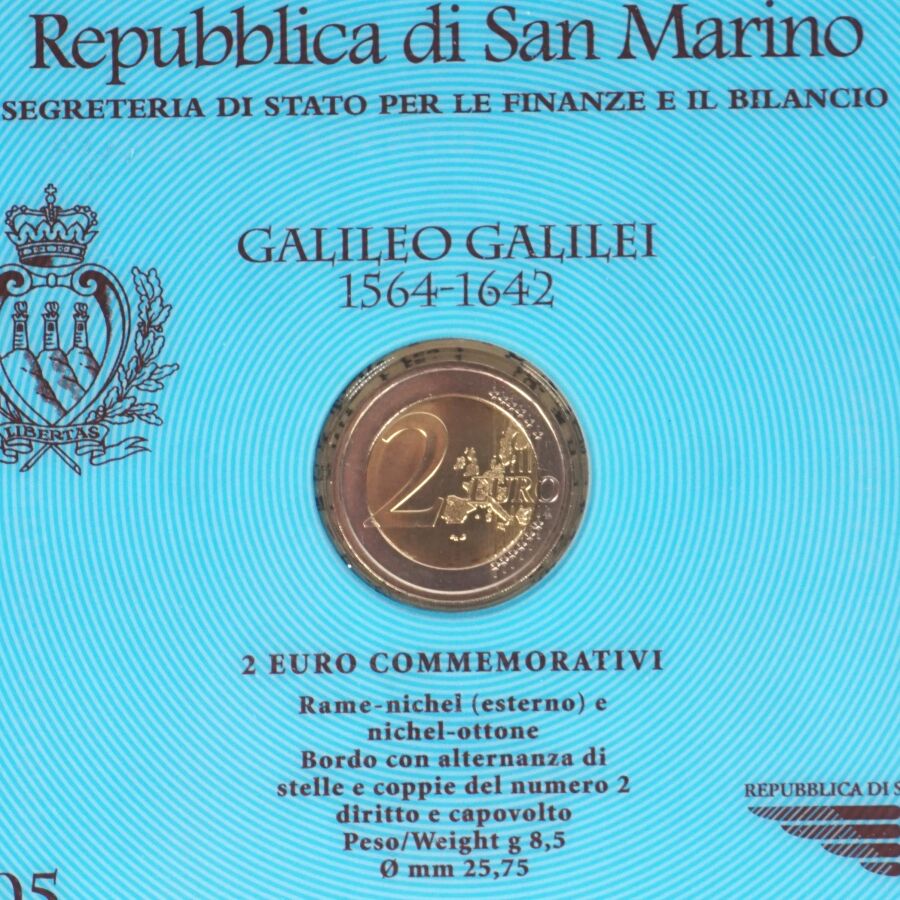 Repubblica di San Marino
SEGRETERIA DI STATO PER LE FINANZE E IL BILANCIO
GALILEO GALILEI
1564-1642
LIBERTAS
2 EURO
2 EURO COMMEMORATIVI
Rame-nichel (esterno) e
nichel-ottone
Bordo con alternanza di
stelle e coppie del numero 2
diritto e capovolto
Peso/Weight g 8,5
Ø mm 25,75
REPUBBLICA DI S
05